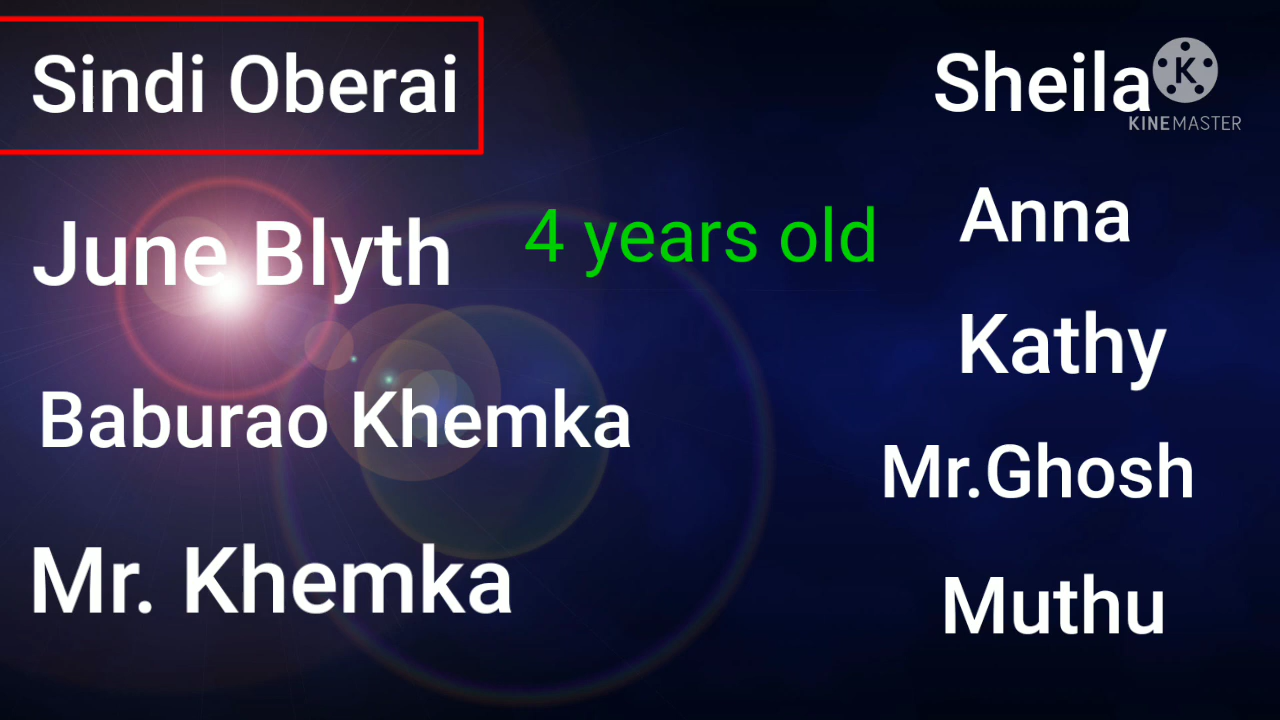 Sindi Oberai
Sheila
KINEMASTER
June Blyth
4 years old
Anna
Kathy
Baburao Khemka
Mr.Ghosh
Mr. Khemka
Muthu